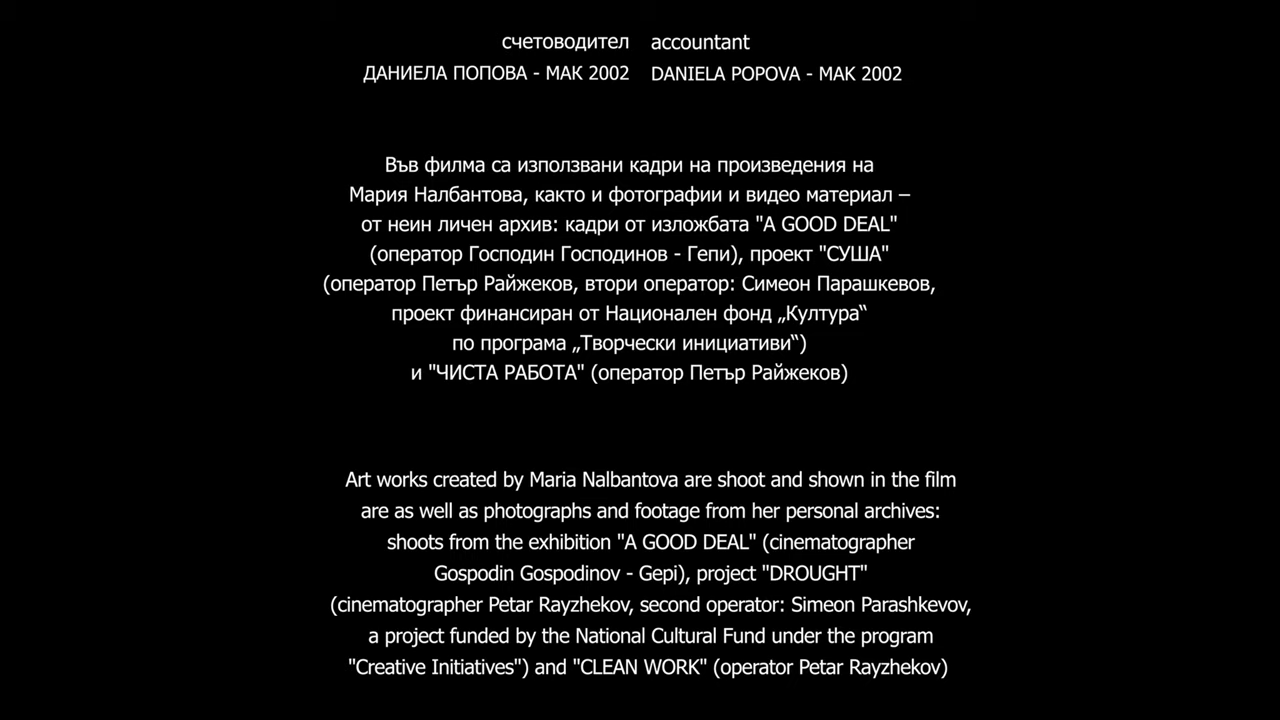 счетоводител accountant
ДАНИЕЛА ПОПОВА - МАК 2002 DANIELA POPOVA - MAK 2002
Във филма са използвани кадри на произведения на
Мария Налбантова, както и фотографии и видео материал –
от неин личен архив: кадри от изложбата "A GOOD DEAL"
(оператор Господин Господинов - Гепи), проект "СУША"
(оператор Петър Райжеков, втори оператор: Симеон Парашкевов,
проект финансиран от Национален фонд „Култура“
по програма „Творчески инициативи“)
и "ЧИСТА РАБОТА" (оператор Петър Райжеков)
Art works created by Maria Nalbantova are shoot and shown in the film
are as well as photographs and footage from her personal archives:
shoots from the exhibition "A GOOD DEAL" (cinematographer
Gospodin Gospodinov - Gepi), project "DROUGHT"
(cinematographer Petar Rayzhekov, second operator: Simeon Parashkevov,
a project funded by the National Cultural Fund under the program
"Creative Initiatives") and "CLEAN WORK" (operator Petar Rayzhekov)